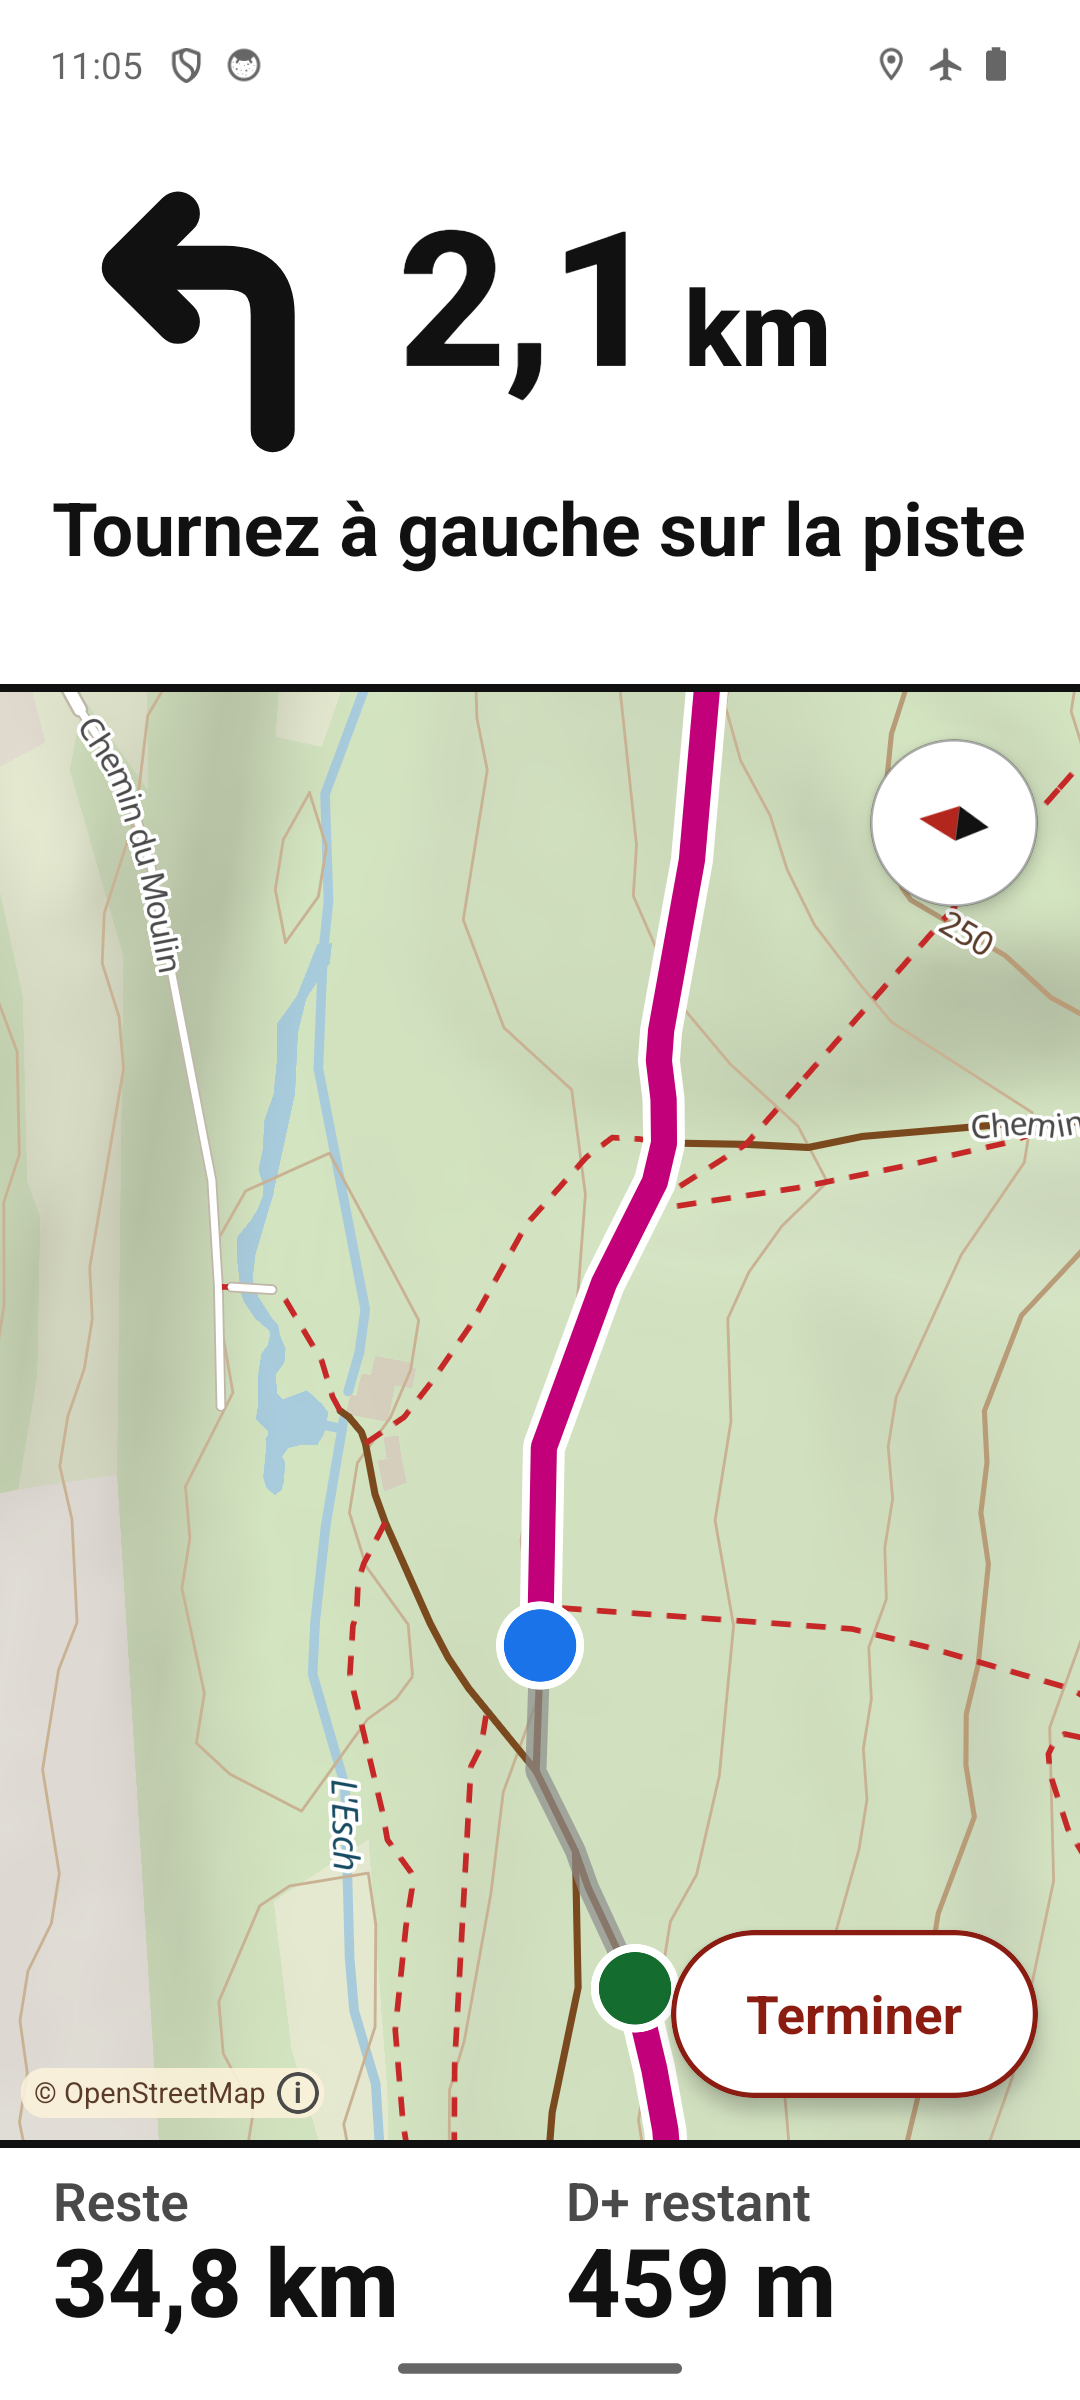 11:05
2,1 km
Tournez à gauche sur la piste
Chemin du Moulin
250
Chemin
L'Esch
Terminer
© OpenStreetMap
Reste
D+ restant
34,8 km
459 m